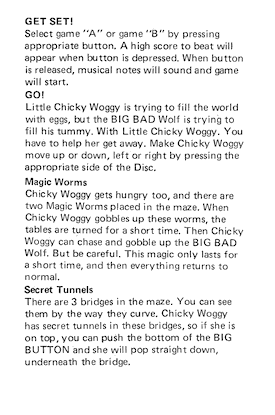 GET SET!
Select game "A" or game "B" by pressing
appropriate button. A high score to beat will
appear when button is depressed. When button
is released, musical notes will sound and game
will start.
GO!
Little Chicky Woggy is trying to fill the world
with eggs, but the BIG BAD Wolf is trying to
fill his tummy. With Little Chicky Woggy. You
have to help her get away. Make Chicky Woggy
move up or down, left or right by pressing the
appropriate side of the Disc.
Magic Worms
Chicky Woggy gets hungry too, and there are
two Magic Worms placed in the maze. When
Chicky Woggy gobbles up these worms, the
tables are turned for a short time. Then Chicky
Woggy can chase and gobble up the BIG BAD
Wolf. But be careful. This magic only lasts for
a short time, and then everything returns to
normal.
Secret Tunnels
There are 3 bridges in the maze. You can see
them by the way they curve. Chicky Woggy
has secret tunnels in these bridges, so if she is
on top, you can push the bottom of the BIG
BUTTON and she will pop straight down,
underneath the bridge.